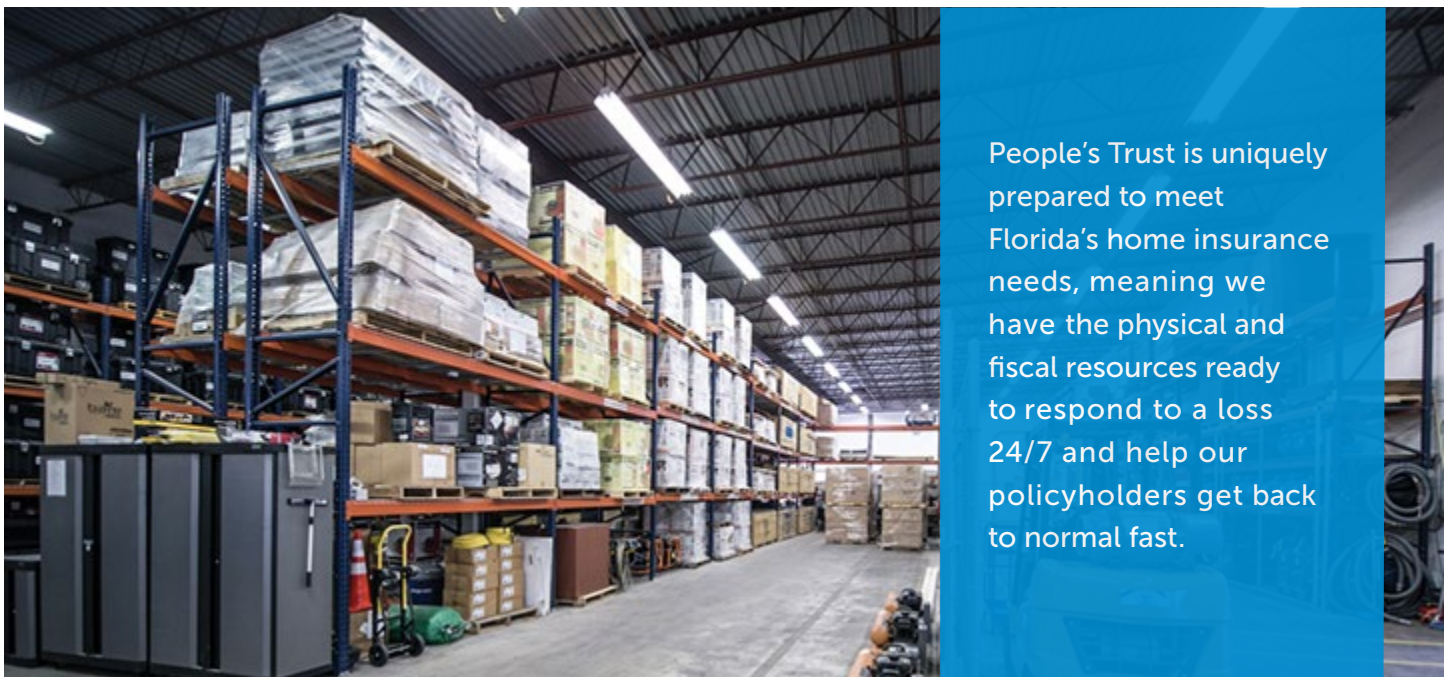 People’s Trust is uniquely
prepared to meet
Florida’s home insurance
needs, meaning we
have the physical and
fiscal resources ready
to respond to a loss
24/7 and help our
policyholders get back
to normal fast.